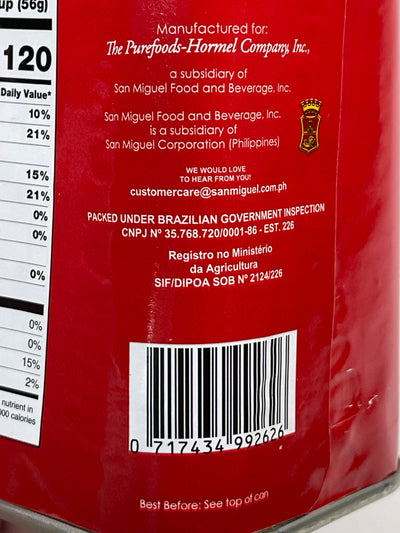 up (56g)
120
Daily Value*
10%
21%
15%
21%
0%
0%
0%
0%
0%
15%
2%
nutrient in
000 calories
Manufactured for:
The Purefoods-Hormel Company, Inc.,
a subsidiary of
San Miguel Food and Beverage, Inc.
San Miguel Food and Beverage, Inc.
is a subsidiary of
San Miguel Corporation (Philippines)
WE WOULD LOVE
TO HEAR FROM YOU!
customercare@sanmiguel.com.ph
PACKED UNDER BRAZILIAN GOVERNMENT INSPECTION
CNPJ Nº 35.768.720/0001-86 - EST. 226
Registro no Ministério
da Agricultura
SIF/DIPOA SOB Nº 2124/226
0 717434 992626
Best Before: See top of can